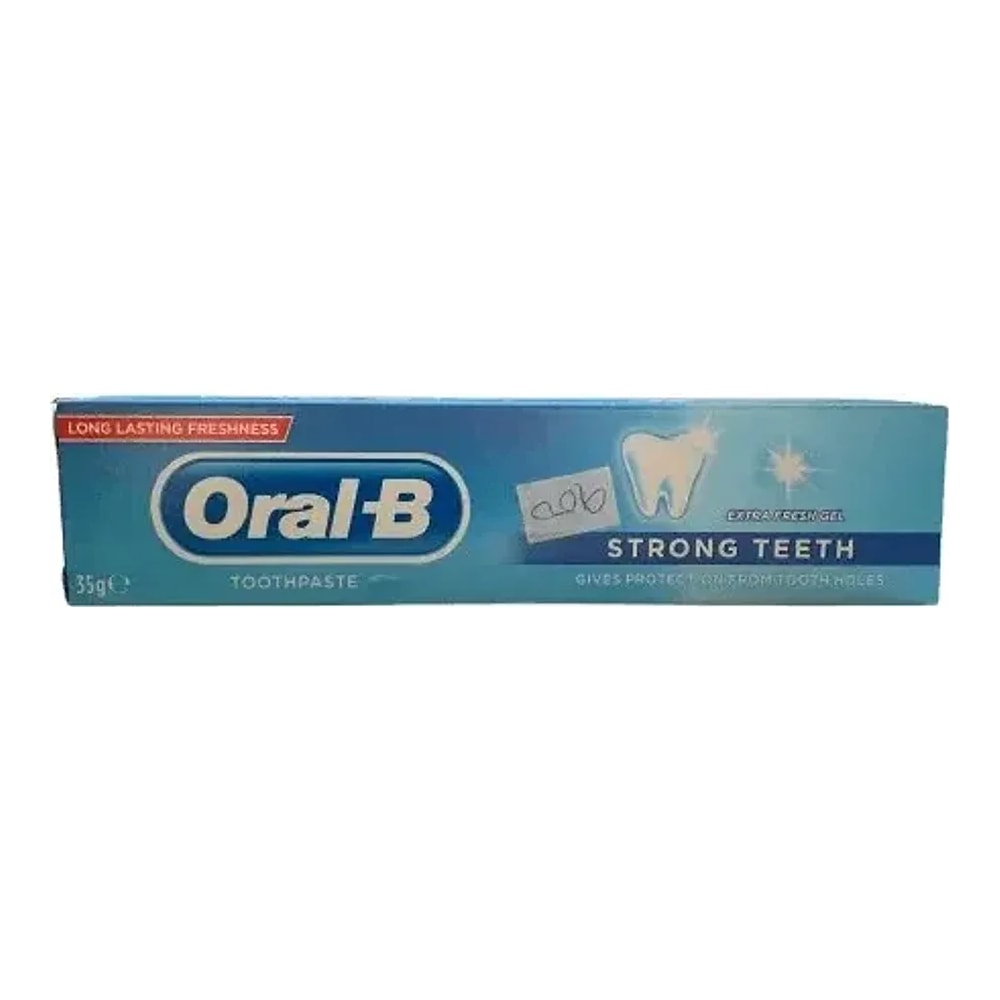 LONG LASTING FRESHNESS
Oral-B
TOOTHPASTE
35g℮
EXTRA FRESH GEL
STRONG TEETH
GIVES PROTECTION FROM TOOTH HOLES